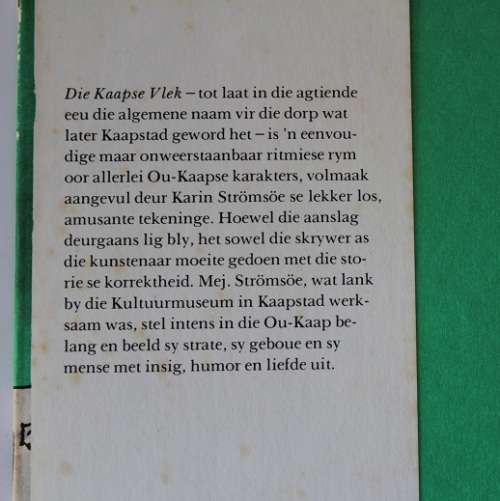 Die Kaapse Vlek – tot laat in die agtiende
eeu die algemene naam vir die dorp wat
later Kaapstad geword het – is 'n eenvou-
dige maar onweerstaanbaar ritmiese rym
oor allerlei Ou-Kaapse karakters, volmaak
aangevul deur Karin Strömsöe se lekker los,
amusante tekeninge. Hoewel die aanslag
deurgaans lig bly, het sowel die skrywer as
die kunstenaar moeite gedoen met die sto-
rie se korrektheid. Mej. Strömsöe, wat lank
by die Kultuurmuseum in Kaapstad werk-
saam was, stel intens in die Ou-Kaap be-
lang en beeld sy strate, sy geboue en sy
mense met insig, humor en liefde uit.